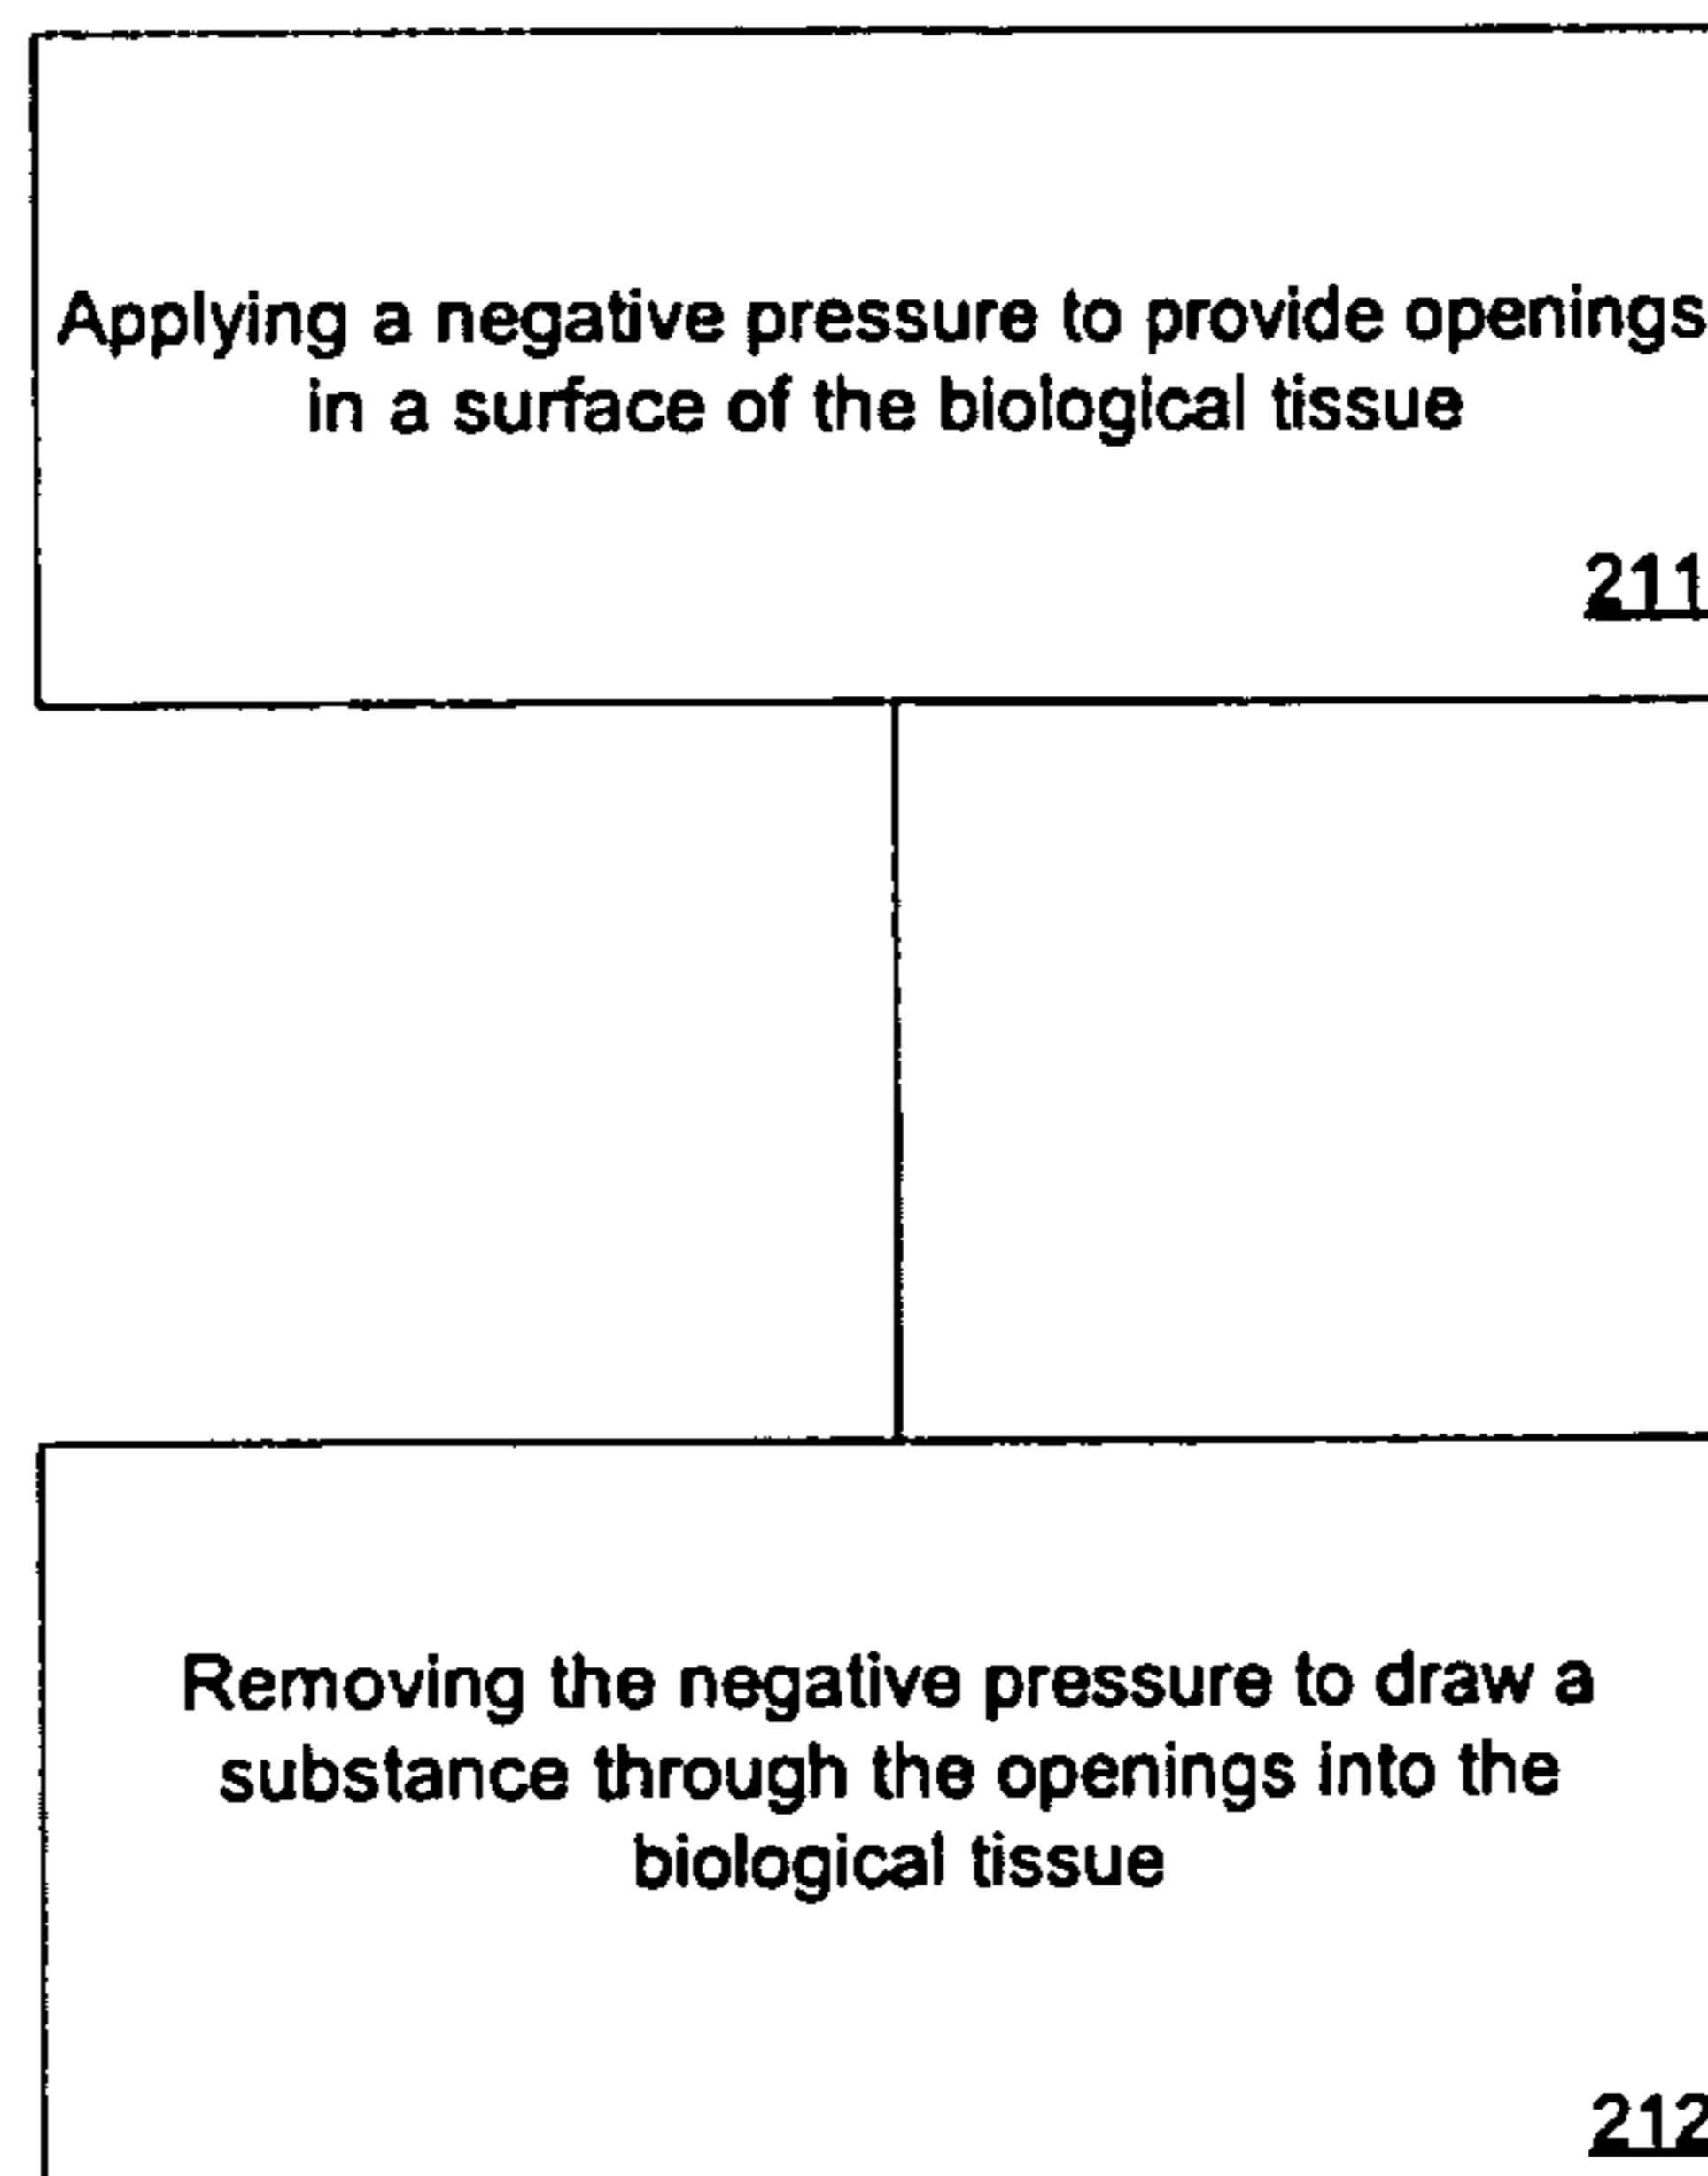 Applying a negative pressure to provide openings
in a surface of the biological tissue
211
Removing the negative pressure to draw a
substance through the openings into the
biological tissue
212